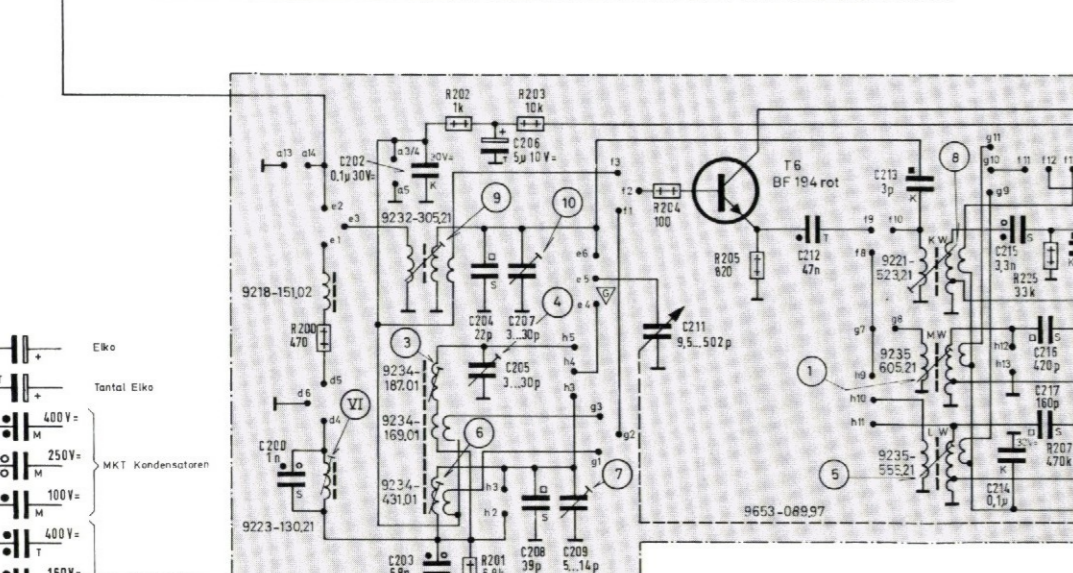 R202
1k
R203
10k
C206
5µ 10V=
T
a13
a14
C202
0,1µ 30V=
a3/4
a5
K
e2
e3
e1
9232-305,21
9
10
f3
f2
f1
R204
100
T6
BF 194 rot
C213
3p
K
8
g11
g10
f11
f12
g9
R205
820
C212
47n
T
f9
f10
f8
KW
9221-
523,21
C215
3,3n
S
R225
33k
9218-151,02
R200
470
e6
e5
e4
G
C204
22p
S
C207
3...30p
4
C211
9,5...502p
3
9234-
187.01
C205
3...30p
h5
h4
h3
g7
g8
MW
9235
605,21
h12
h13
S
C216
420p
1
h9
h10
h11
C217
160p
S
Elko
Tantal Elko
400V=
M
250V=
M
100V=
M
400V=
T
160V=
MKT Kondensatoren
d5
d6
d4
VI
C200
1n
S
9223-130,21
9234-
169.01
6
9234-
431,01
g3
g2
g1
7
h3
h2
S
LW
9235-
555,21
5
K
C214
0,1µ
R207
470k
9653-089,97
C203
R201
C208
39p
C209
5...14p